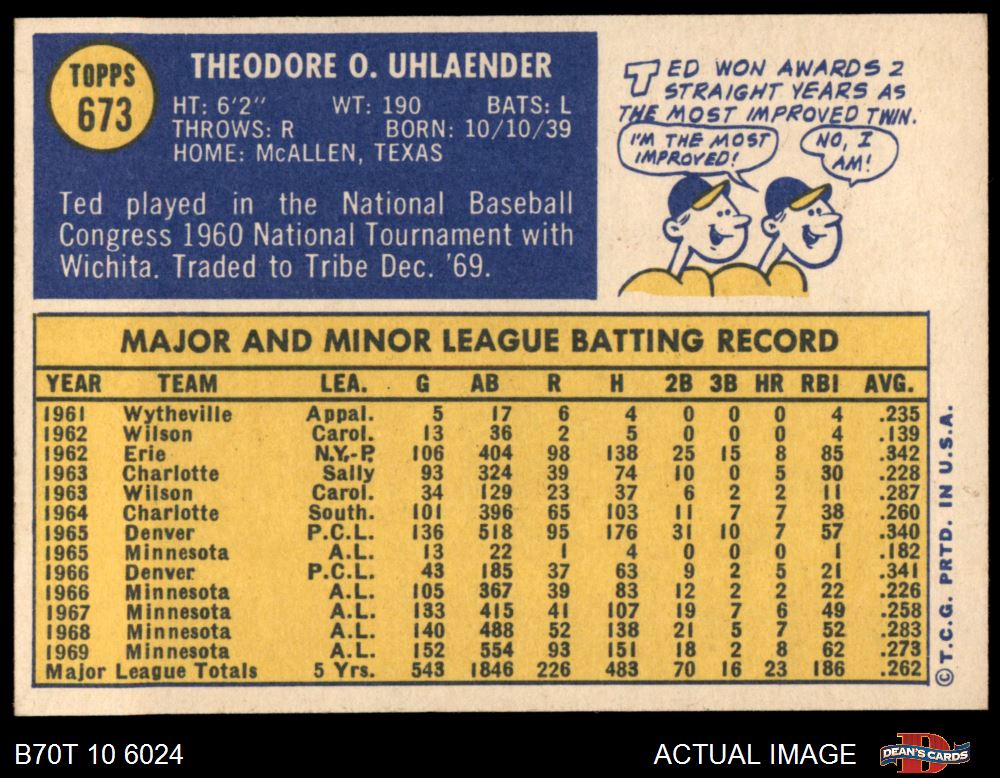 TOPPS
673
THEODORE O. UHLAENDER
HT: 6'2" WT: 190 BATS: L
THROWS: R BORN: 10/10/39
HOME: McALLEN, TEXAS
Ted played in the National Baseball
Congress 1960 National Tournament with
Wichita. Traded to Tribe Dec. '69.
TED WON AWARDS 2
STRAIGHT YEARS AS
THE MOST IMPROVED TWIN.
I'M THE MOST
IMPROVED!
NO, I
AM!
MAJOR AND MINOR LEAGUE BATTING RECORD
YEAR TEAM LEA. G AB R H 2B 3B HR RBI AVG.
1961 Wytheville Appal. 5 17 6 4 0 0 0 4 .235
1962 Wilson Carol. 13 36 2 5 0 0 0 4 .139
1962 Erie N.Y.-P. 106 404 98 138 25 15 8 85 .342
1963 Charlotte Sally 93 324 39 74 10 0 5 30 .228
1963 Wilson Carol. 34 129 23 37 6 2 2 11 .287
1964 Charlotte South. 101 396 65 103 11 7 7 38 .260
1965 Denver P.C.L. 136 518 95 176 31 10 7 57 .340
1965 Minnesota A.L. 13 22 1 4 0 0 0 1 .182
1966 Denver P.C.L. 43 185 37 63 9 2 5 21 .341
1966 Minnesota A.L. 105 367 39 83 12 2 2 22 .226
1967 Minnesota A.L. 133 415 41 107 19 7 6 49 .258
1968 Minnesota A.L. 140 488 52 138 21 5 7 52 .283
1969 Minnesota A.L. 152 554 93 151 18 2 8 62 .273
Major League Totals 5 Yrs. 543 1846 226 483 70 16 23 186 .262
© T.C.G. PRTD. IN U.S.A.
B70T 10 6024
ACTUAL IMAGE
D
DEAN'S CARDS